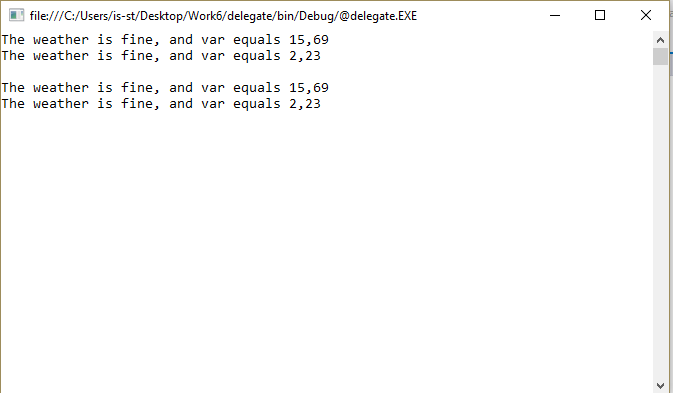 file:///C:/Users/is-st/Desktop/Work6/delegate/bin/Debug/@delegate.EXE
The weather is fine, and var equals 15,69
The weather is fine, and var equals 2,23
The weather is fine, and var equals 15,69
The weather is fine, and var equals 2,23